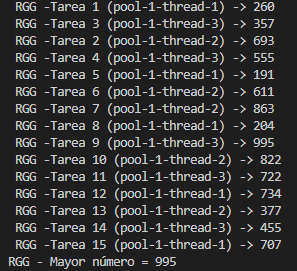 RGG -Tarea 1 (pool-1-thread-1) -> 260
RGG -Tarea 3 (pool-1-thread-3) -> 357
RGG -Tarea 2 (pool-1-thread-2) -> 693
RGG -Tarea 4 (pool-1-thread-3) -> 555
RGG -Tarea 5 (pool-1-thread-1) -> 191
RGG -Tarea 6 (pool-1-thread-2) -> 611
RGG -Tarea 7 (pool-1-thread-2) -> 863
RGG -Tarea 8 (pool-1-thread-1) -> 204
RGG -Tarea 9 (pool-1-thread-3) -> 995
RGG -Tarea 10 (pool-1-thread-2) -> 822
RGG -Tarea 11 (pool-1-thread-3) -> 722
RGG -Tarea 12 (pool-1-thread-1) -> 734
RGG -Tarea 13 (pool-1-thread-2) -> 377
RGG -Tarea 14 (pool-1-thread-3) -> 455
RGG -Tarea 15 (pool-1-thread-1) -> 707
RGG - Mayor número = 995